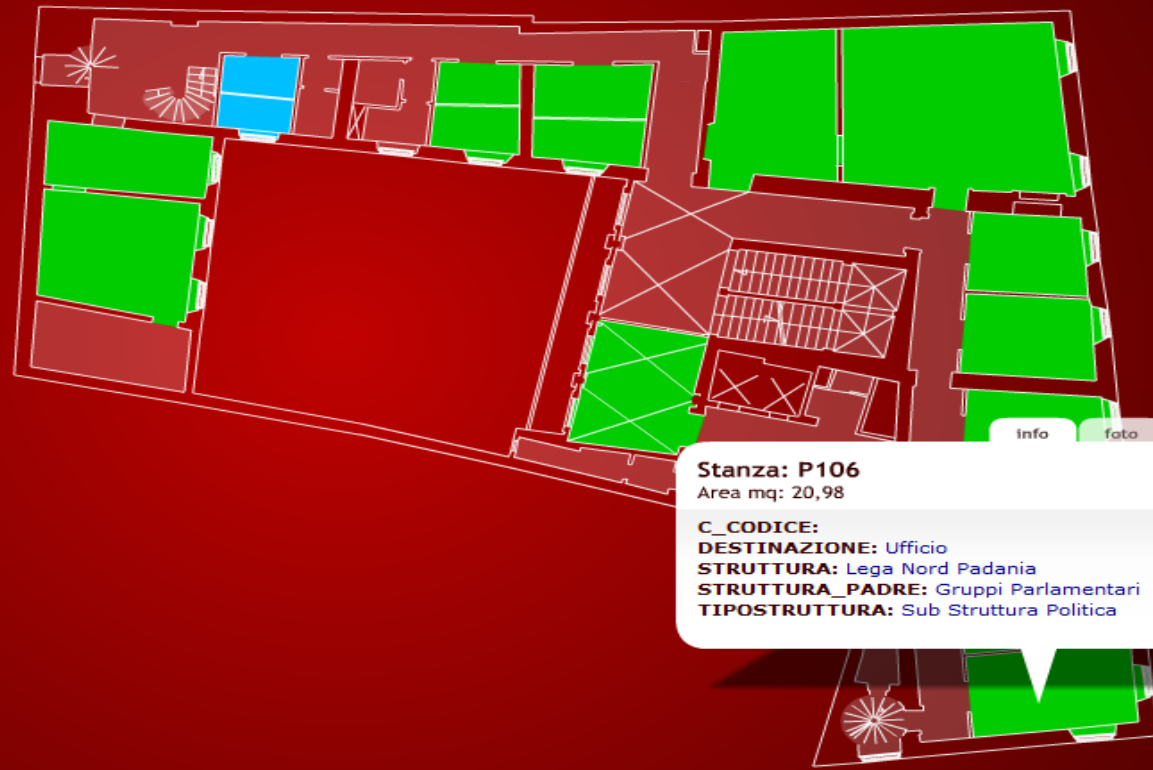 info
foto
Stanza: P106
Area mq: 20,98
C_CODICE:
DESTINAZIONE: Ufficio
STRUTTURA: Lega Nord Padania
STRUTTURA_PADRE: Gruppi Parlamentari
TIPOSTRUTTURA: Sub Struttura Politica